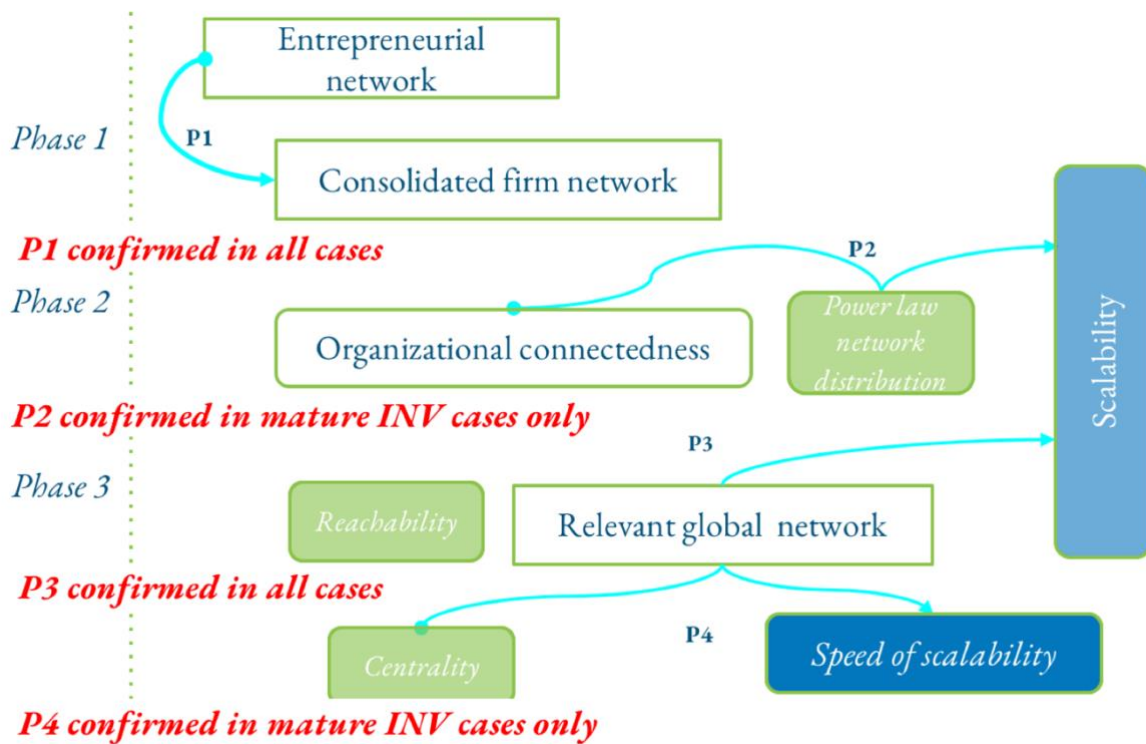 Entrepreneurial
network
Phase 1
P1
Consolidated firm network
P1 confirmed in all cases
P2
Phase 2
Organizational connectedness
Power law
network
distribution
Scalability
P2 confirmed in mature INV cases only
P3
Phase 3
Reachability
Relevant global network
P3 confirmed in all cases
P4
Centrality
Speed of scalability
P4 confirmed in mature INV cases only